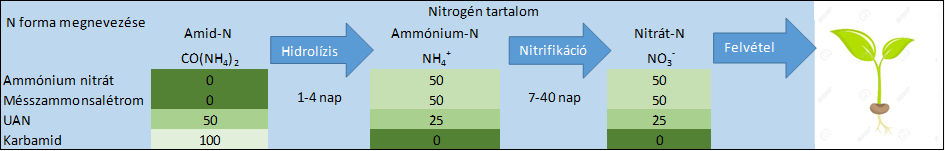 Nitrogén tartalom
N forma megnevezése
Amid-N
Ammónium-N
Nitrát-N
Hidrolízis
Nitrifikáció
Felvétel
CO(NH4)2
NH4+
NO3-
Ammónium nitrát 0 50 50
Mésszammonsalétrom 0 1-4 nap 50 7-40 nap 50
UAN 50 25 25
Karbamid 100 0 0